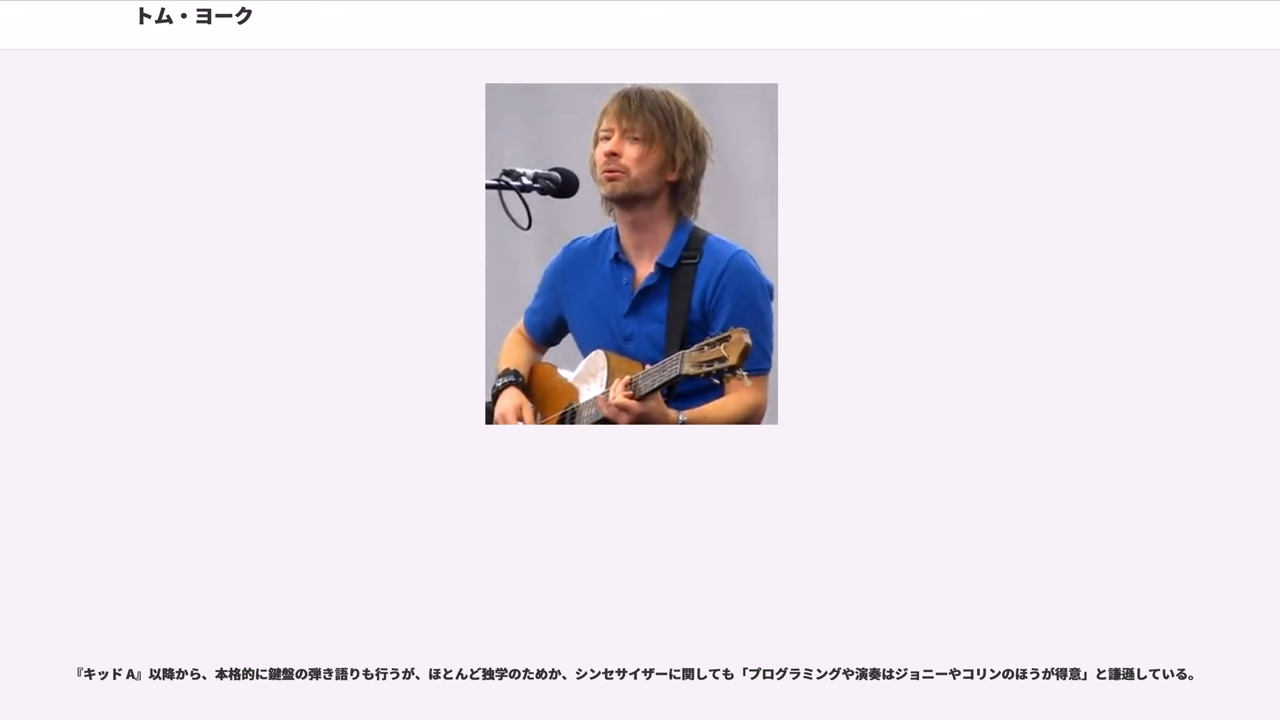 トム・ヨーク
『キッド A』以降から、本格的に鍵盤の弾き語りも行うが、ほとんど独学のためか、シンセサイザーに関しても「プログラミングや演奏はジョニーやコリンのほうが得意」と謙遜している。